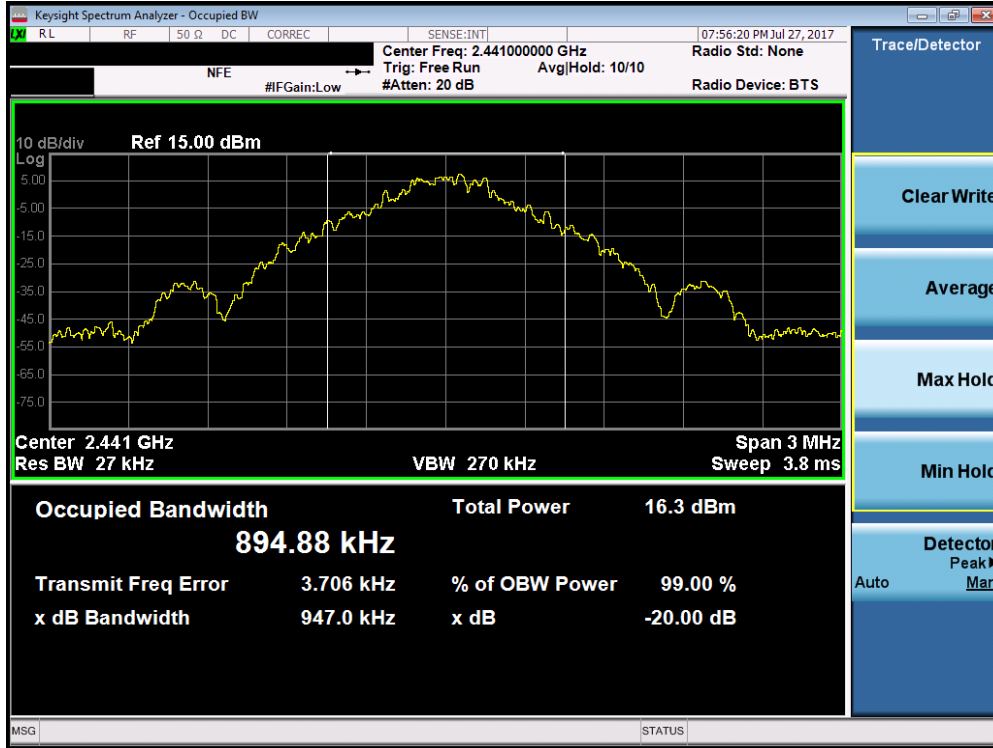 Keysight Spectrum Analyzer - Occupied BW
LXI RL RF 50 Ω DC CORREC SENSE:INT 07:56:20 PM Jul 27, 2017
Center Freq: 2.441000000 GHz Radio Std: None
NFE Trig: Free Run Avg|Hold: 10/10
#IFGain:Low #Atten: 20 dB Radio Device: BTS
10 dB/div Ref 15.00 dBm
Log
5.00
-5.00
-15.0
-25.0
-35.0
-45.0
-55.0
-65.0
-75.0
Center 2.441 GHz Span 3 MHz
Res BW 27 kHz VBW 270 kHz Sweep 3.8 ms
Occupied Bandwidth Total Power 16.3 dBm
894.88 kHz
Transmit Freq Error 3.706 kHz % of OBW Power 99.00 %
x dB Bandwidth 947.0 kHz x dB -20.00 dB
MSG STATUS
Trace/Detector
Clear Write
Average
Max Hold
Min Hold
Detector
Peak
Auto Man